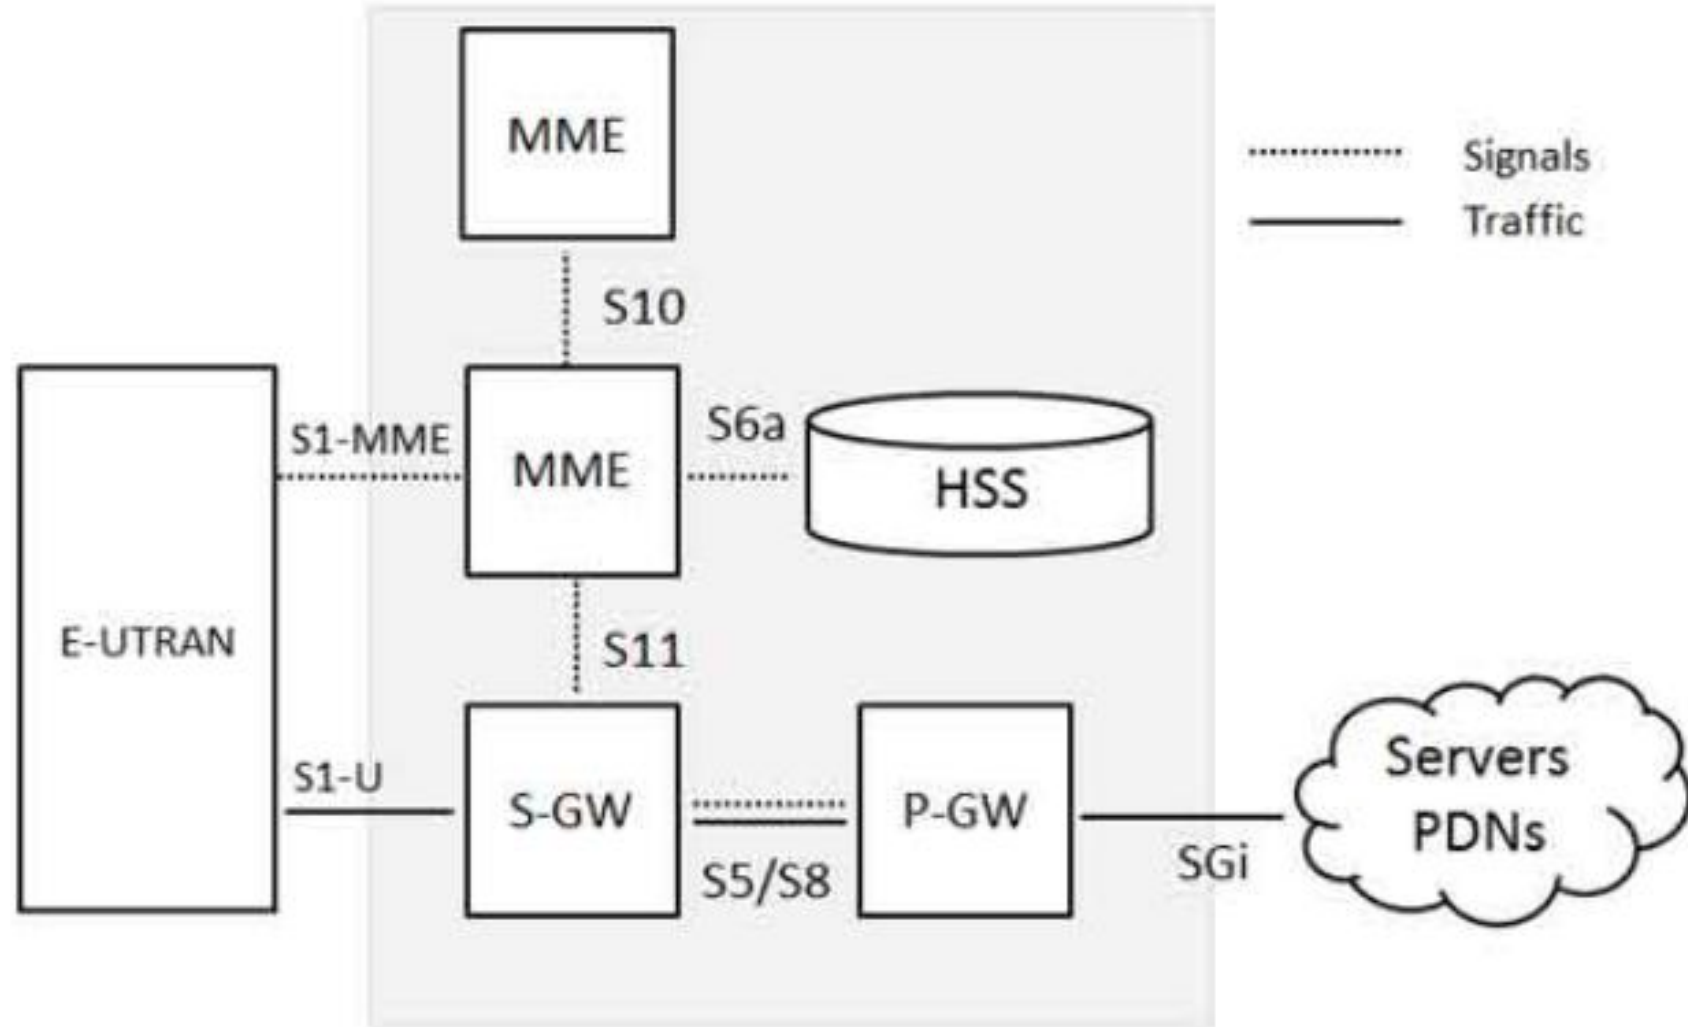 MME
Signals
Traffic
S10
S1-MME
MME
S6a
HSS
E-UTRAN
S11
S1-U
S-GW
S5/S8
P-GW
SGi
Servers
PDNs